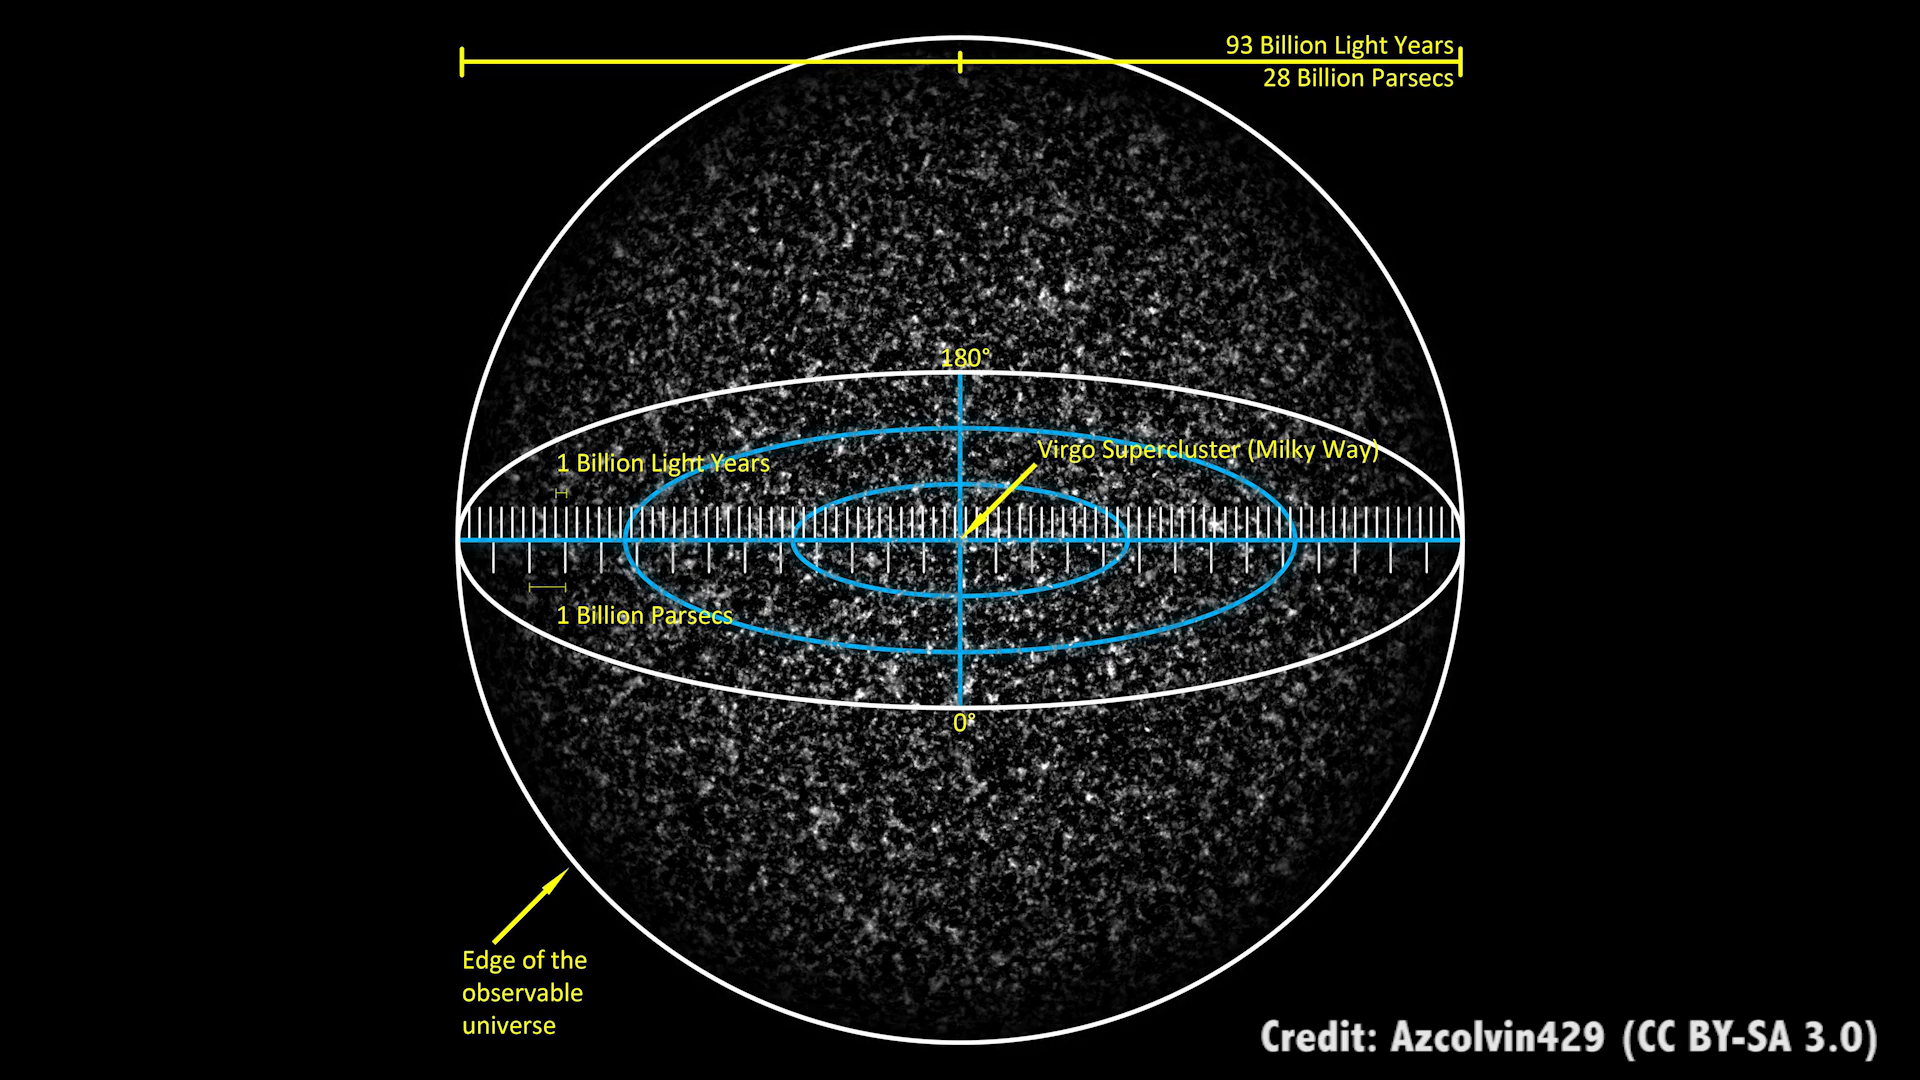 93 Billion Light Years
28 Billion Parsecs
180°
Virgo Supercluster (Milky Way)
1 Billion Light Years
1 Billion Parsecs
0°
Edge of the
observable
universe
Credit: Azcolvin429 (CC BY-SA 3.0)